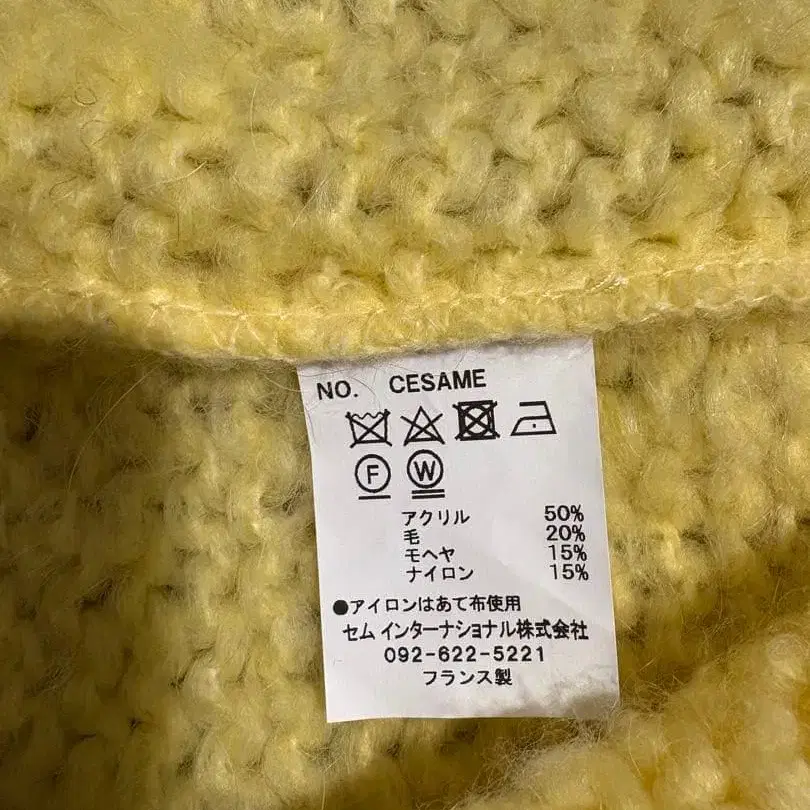 NO. CESAME
F W
アクリル 50%
毛 20%
モヘヤ 15%
ナイロン 15%
●アイロンはあて布使用
セム インターナショナル株式会社
092-622-5221
フランス製